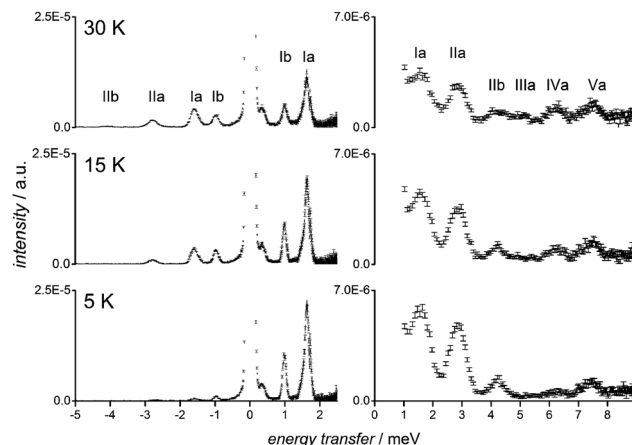 2.5E-5
30 K
IIb
IIa
Ia
Ib
Ib
Ia
0.0
7.0E-6
Ia
IIa
IIb
IIIa
IVa
Va
0.0
2.5E-5
15 K
0.0
7.0E-6
0.0
intensity / a.u.
2.5E-5
5 K
0.0
-5 -4 -3 -2 -1 0 1 2
7.0E-6
0.0
0 1 2 3 4 5 6 7 8
energy transfer / meV